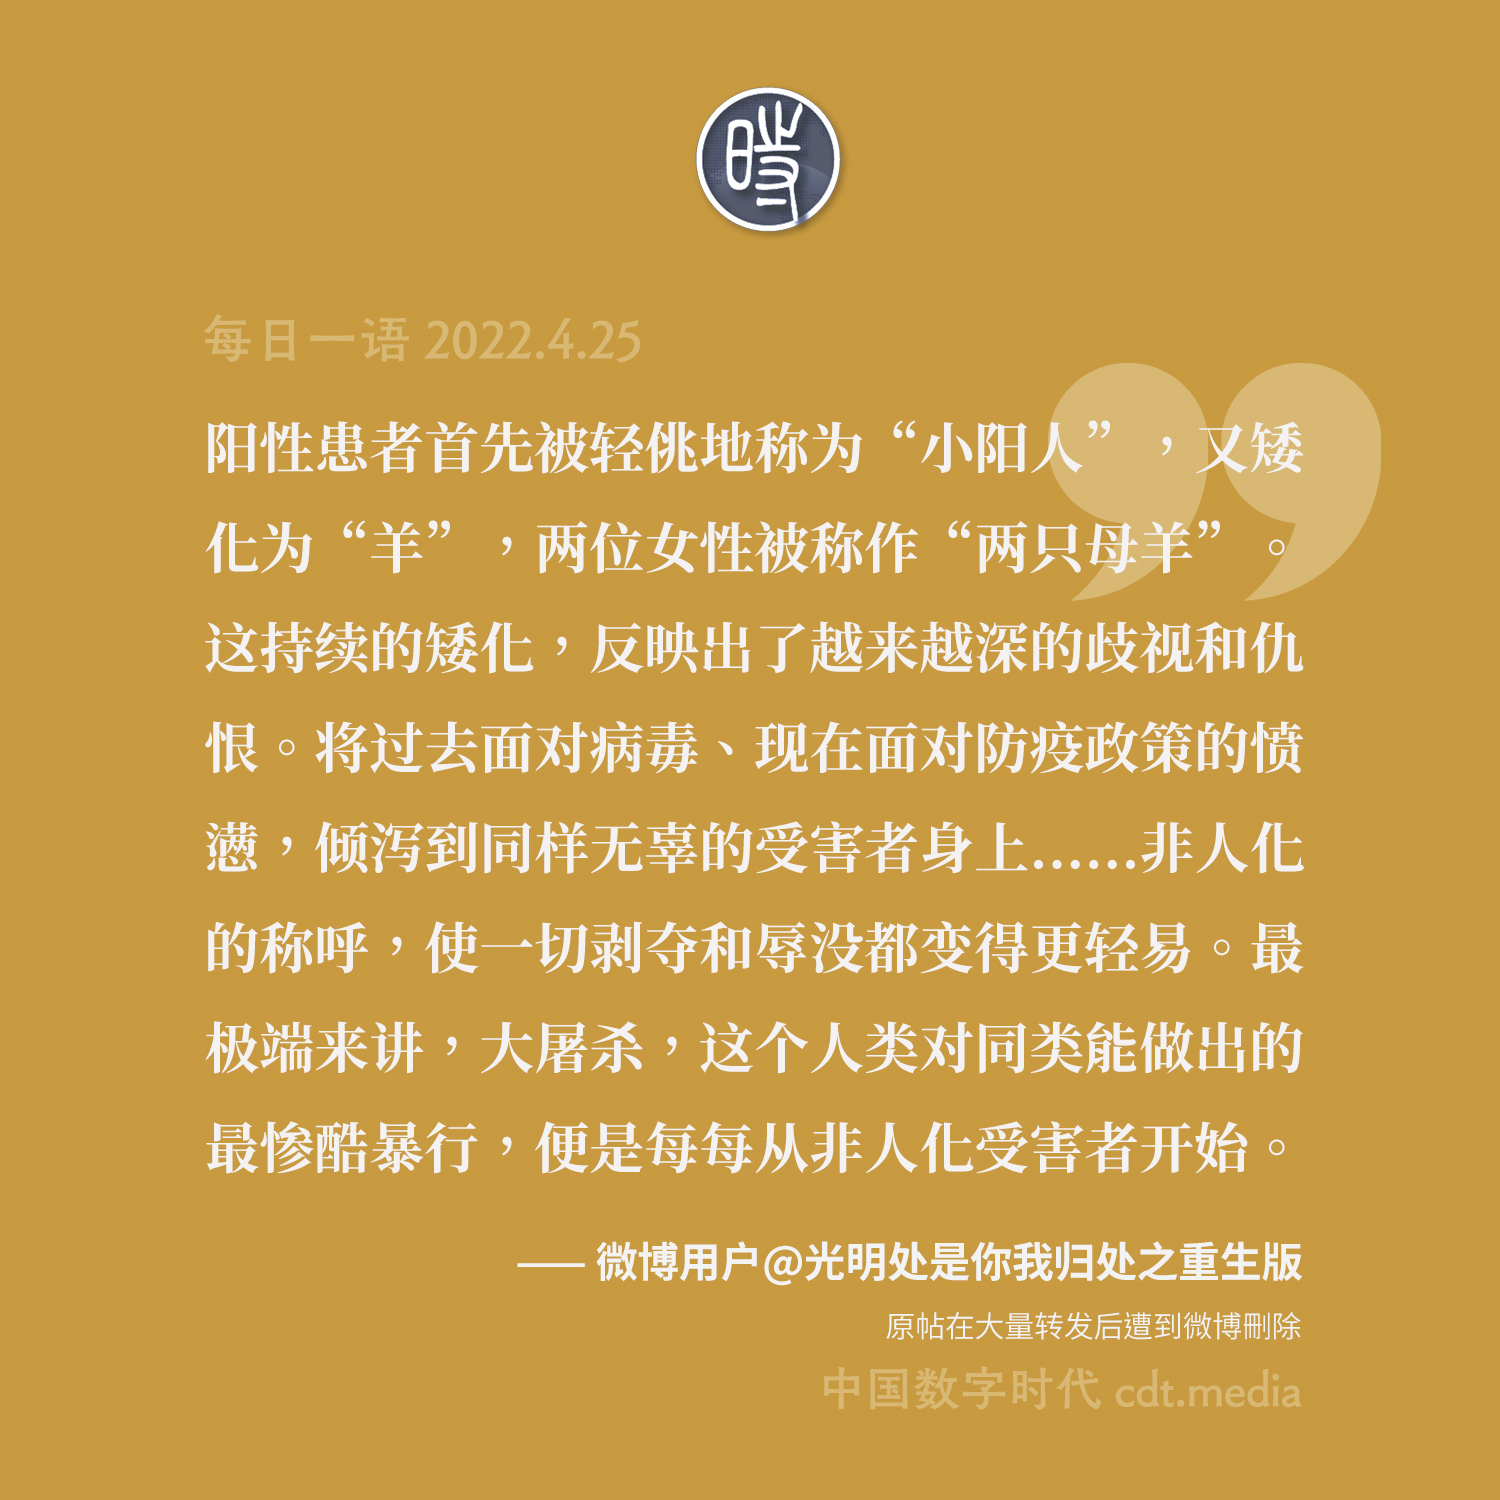 時
每日一语 2022.4.25
阳性患者首先被轻佻地称为“小阳人”，又矮
化为“羊”，两位女性被称作“两只母羊”。
这持续的矮化，反映出了越来越深的歧视和仇
恨。将过去面对病毒、现在面对防疫政策的愤
懑，倾泻到同样无辜的受害者身上……非人化
的称呼，使一切剥夺和辱没都变得更轻易。最
极端来讲，大屠杀，这个人类对同类能做出的
最惨酷暴行，便是每每从非人化受害者开始。
—— 微博用户@光明处是你我归处之重生版
原帖在大量转发后遭到微博刪除
中国数字时代 cdt.media